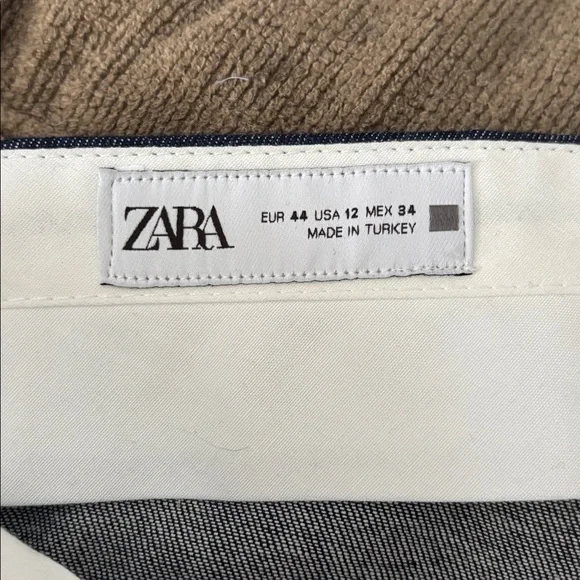 ZARA
EUR 44 USA 12 MEX 34
MADE IN TURKEY